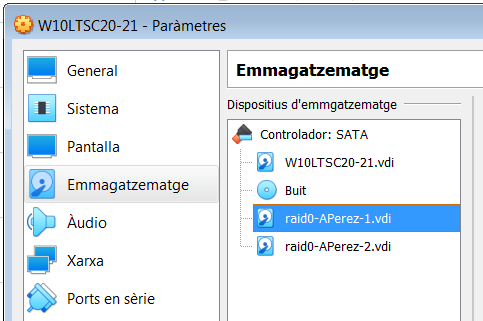 W10LTSC20-21 - Paràmetres
General
Sistema
Pantalla
Emmagatzematge
Àudio
Xarxa
Ports en sèrie
Emmagatzematge
Dispositius d'emmgatzematge
Controlador: SATA
W10LTSC20-21.vdi
Buit
raid0-APerez-1.vdi
raid0-APerez-2.vdi